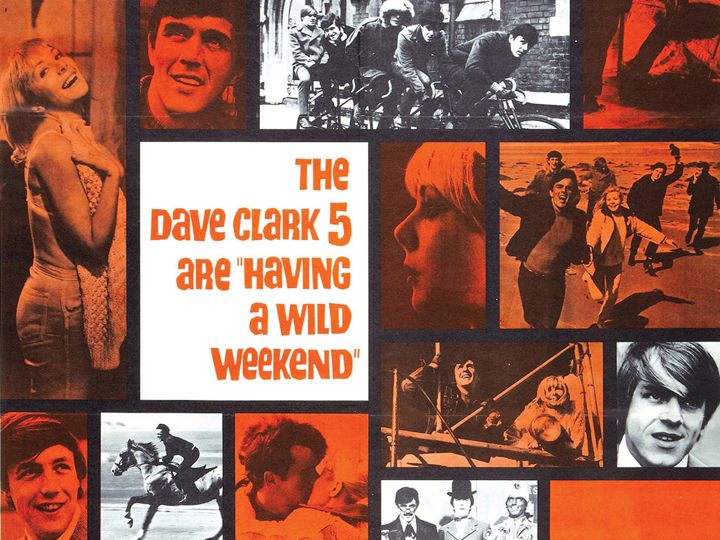 THE
DAVE CLARK 5
ARE "HAVING
A WILD
WEEKEND"